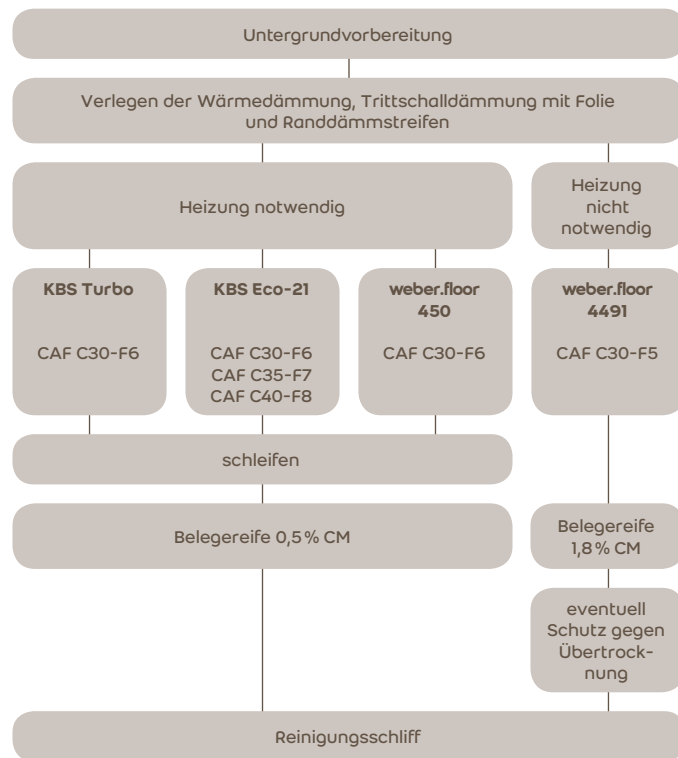 Untergrundvorbereitung
Verlegen der Wärmedämmung, Trittschalldämmung mit Folie
und Randdämmstreifen
Heizung notwendig
Heizung
nicht
notwendig
KBS Turbo
CAF C30-F6
KBS Eco-21
CAF C30-F6
CAF C35-F7
CAF C40-F8
weber.floor
450
CAF C30-F6
weber.floor
4491
CAF C30-F5
schleifen
Belegereife 0,5 % CM
Belegereife
1,8 % CM
eventuell
Schutz gegen
Übertrock-
nung
Reinigungsschliff